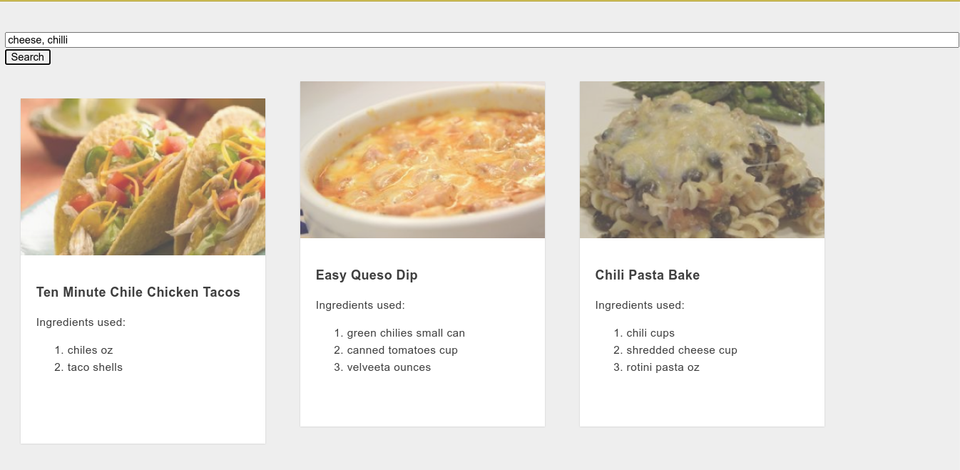 cheese, chilli
Search
Ten Minute Chile Chicken Tacos
Ingredients used:
1. chiles oz
2. taco shells
Easy Queso Dip
Ingredients used:
1. green chilies small can
2. canned tomatoes cup
3. velveeta ounces
Chili Pasta Bake
Ingredients used:
1. chili cups
2. shredded cheese cup
3. rotini pasta oz